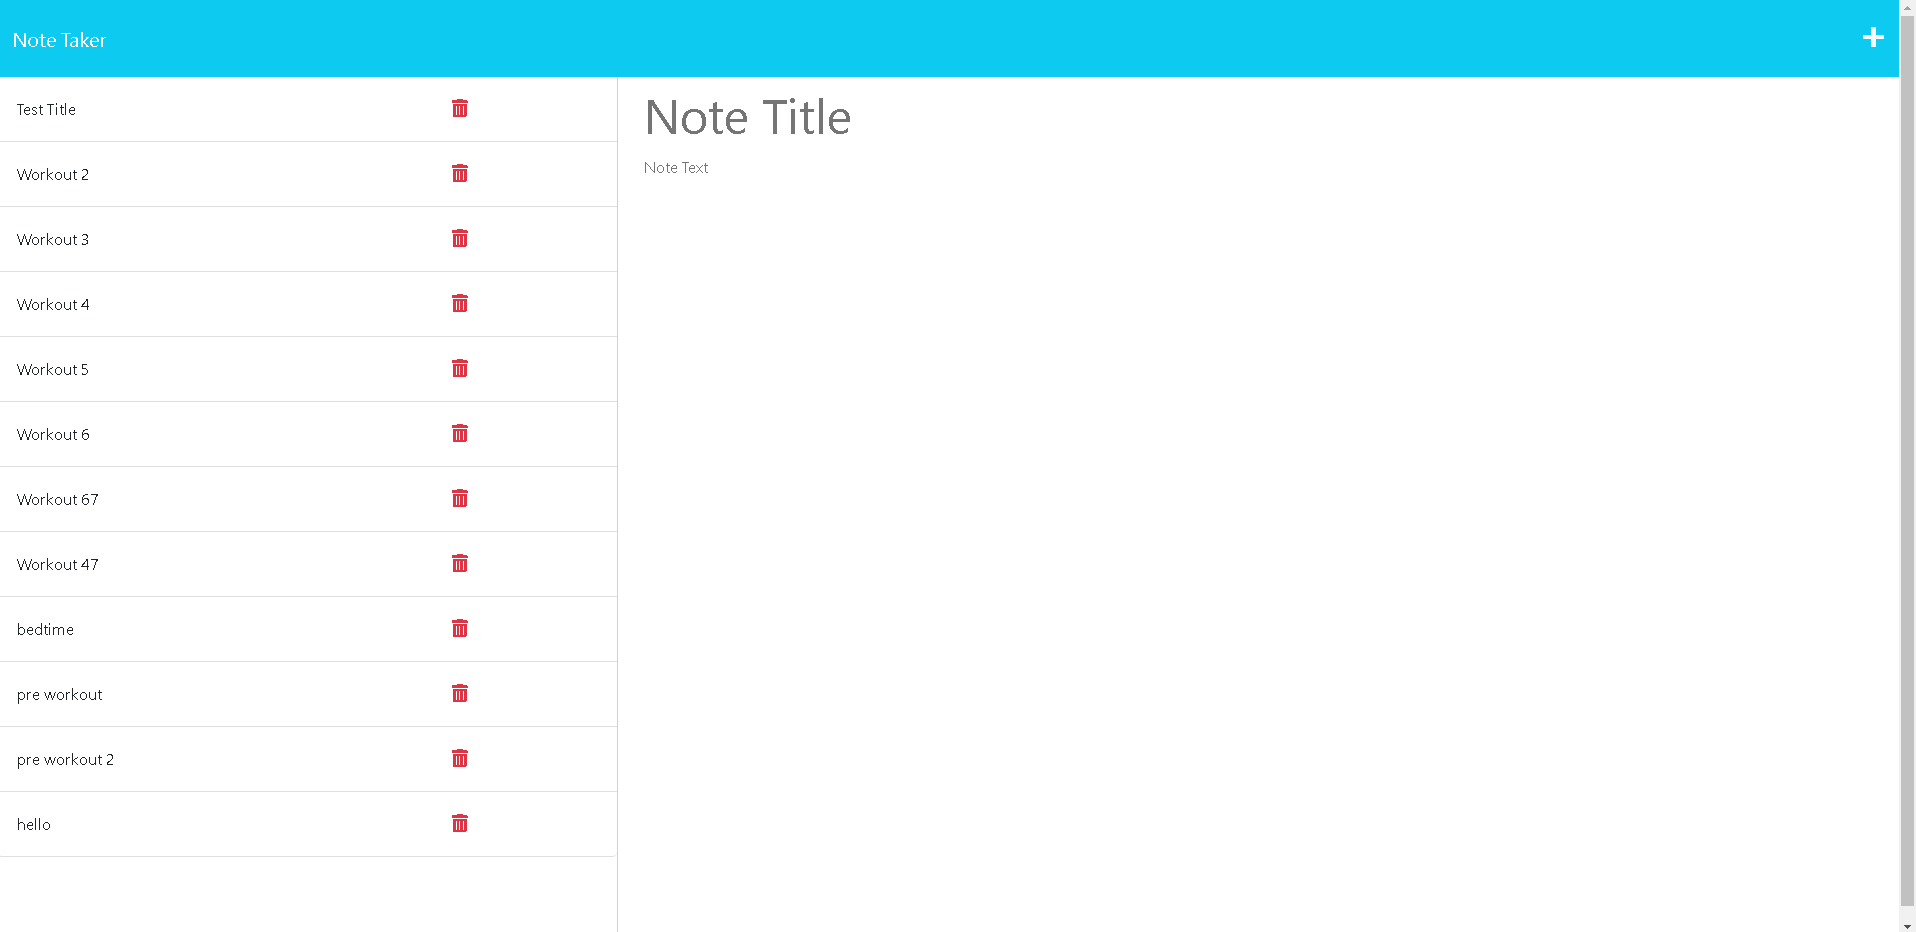 Note Taker
Test Title
Workout 2
Workout 3
Workout 4
Workout 5
Workout 6
Workout 67
Workout 47
bedtime
pre workout
pre workout 2
hello
Note Title
Note Text